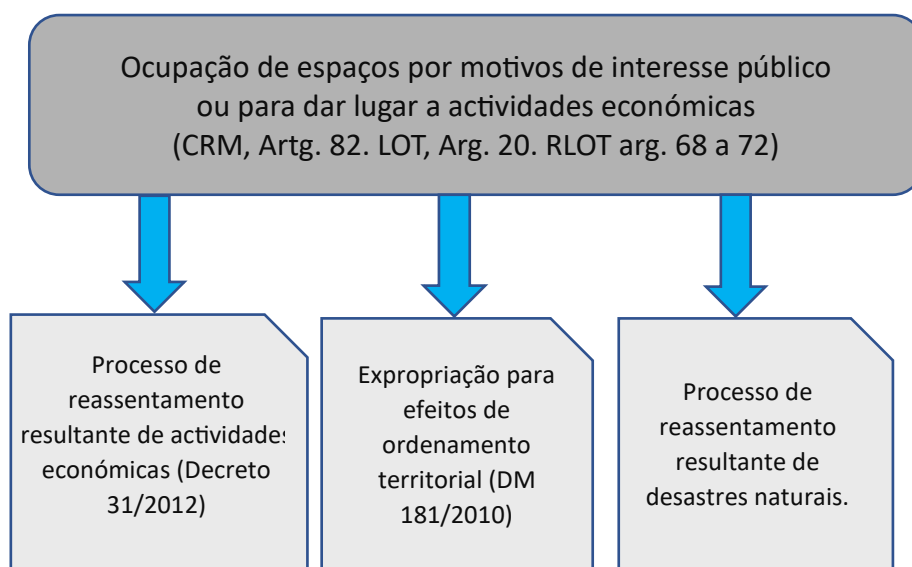 Ocupação de espaços por motivos de interesse público
ou para dar lugar a actividades económicas
(CRM, Artg. 82. LOT, Arg. 20. RLOT arg. 68 a 72)
Processo de
reassentamento
resultante de actividades
económicas (Decreto
31/2012)
Expropriação para
efeitos de
ordenamento
territorial (DM
181/2010)
Processo de
reassentamento
resultante de
desastres naturais.